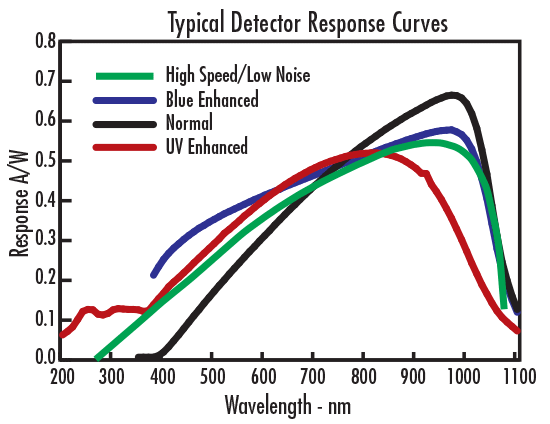 Typical Detector Response Curves
0.8
0.7
0.6
0.5
0.4
0.3
0.2
0.1
0.0
Response A/W
High Speed/Low Noise
Blue Enhanced
Normal
UV Enhanced
200 300 400 500 600 700 800 900 1000 1100
Wavelength - nm